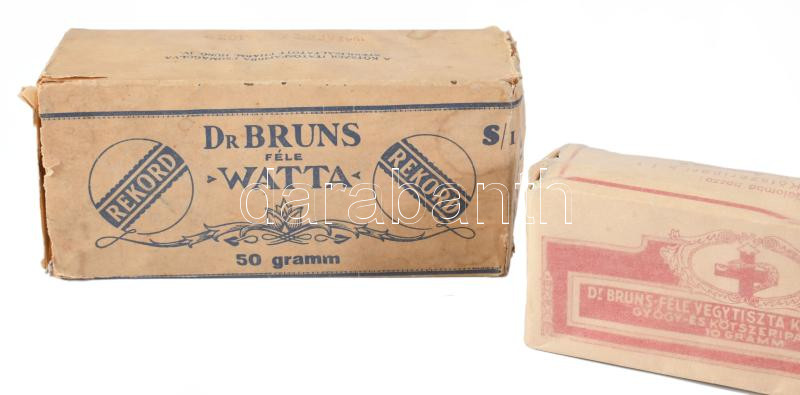 DR BRUNS
FÉLE
WATTA
REKORD
REKORD
S/1
50 gramm
darabanth
DR BRUNS-FÉLE VEGYTISZTA K
GYÓGY-ÉS KÖTSZERIPA
10 GRAMM